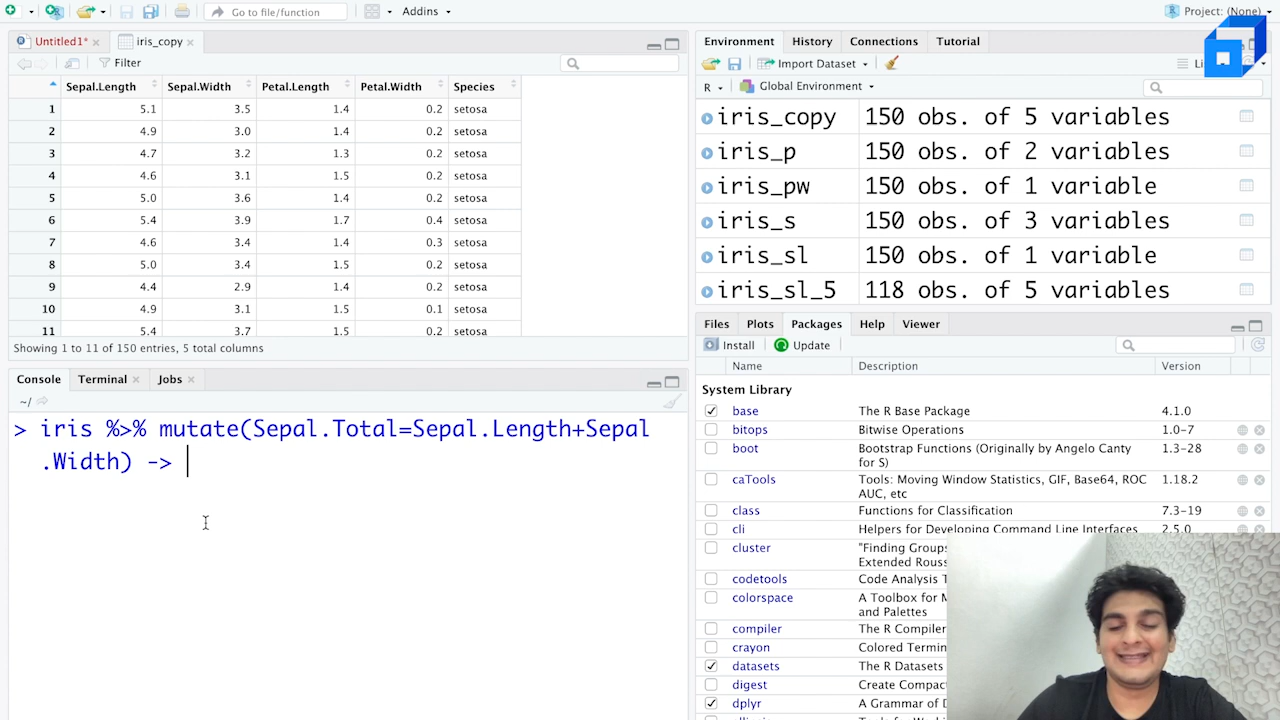 Go to file/function
Addins
Project: (None)
Untitled1*
iris_copy
Filter
Sepal.Length Sepal.Width Petal.Length Petal.Width Species
1 5.1 3.5 1.4 0.2 setosa
2 4.9 3.0 1.4 0.2 setosa
3 4.7 3.2 1.3 0.2 setosa
4 4.6 3.1 1.5 0.2 setosa
5 5.0 3.6 1.4 0.2 setosa
6 5.4 3.9 1.7 0.4 setosa
7 4.6 3.4 1.4 0.3 setosa
8 5.0 3.4 1.5 0.2 setosa
9 4.4 2.9 1.4 0.2 setosa
10 4.9 3.1 1.5 0.1 setosa
11 5.4 3.7 1.5 0.2 setosa
Showing 1 to 11 of 150 entries, 5 total columns
Console Terminal Jobs
~/
> iris %>% mutate(Sepal.Total=Sepal.Length+Sepal
.Width) ->
Environment History Connections Tutorial
Import Dataset
R Global Environment
iris_copy 150 obs. of 5 variables
iris_p 150 obs. of 2 variables
iris_pw 150 obs. of 1 variable
iris_s 150 obs. of 3 variables
iris_sl 150 obs. of 1 variable
iris_sl_5 118 obs. of 5 variables
Files Plots Packages Help Viewer
Install Update
Name Description Version
System Library
base The R Base Package 4.1.0
bitops Bitwise Operations 1.0-7
boot Bootstrap Functions (Originally by Angelo Canty 1.3-28
for S)
caTools Tools: Moving Window Statistics, GIF, Base64, ROC 1.18.2
AUC, etc
class Functions for Classification 7.3-19
cli Helpers for Developing Command Line Interfaces 2.5.0
cluster "Finding Groups
Extended Rouss
codetools Code Analysis T
colorspace A Toolbox for M
and Palettes
compiler The R Compiler
crayon Colored Termin
datasets The R Datasets
digest Create Compac
dplyr A Grammar of D